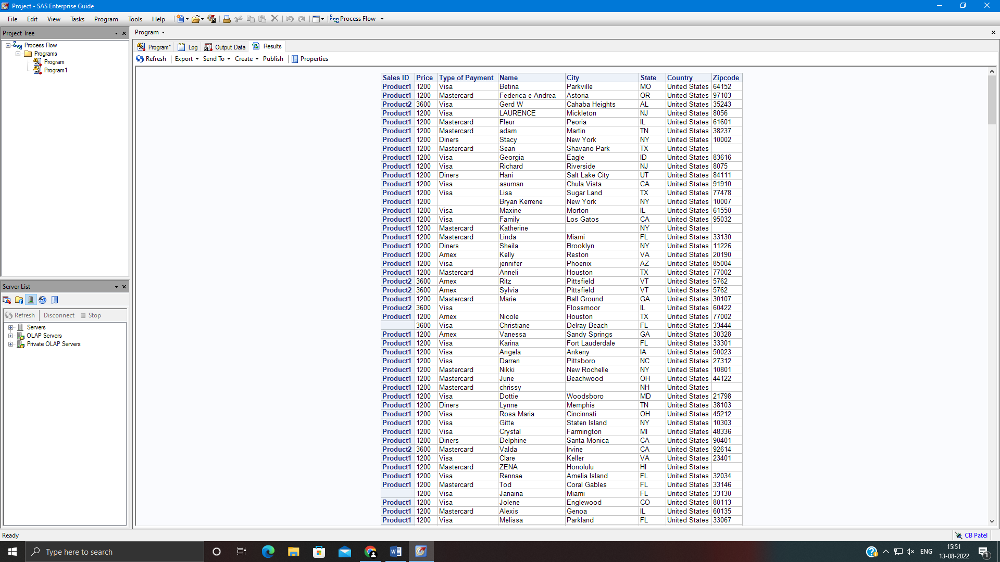 Project - SAS Enterprise Guide
File Edit View Tasks Program Tools Help Process Flow
Project Tree
Process Flow
Programs
Program
Program1
Server List
Refresh Disconnect Stop
Servers
OLAP Servers
Private OLAP Servers
Program
Program* Log Output Data Results
Refresh Export Send To Create Publish Properties
Sales ID Price Type of Payment Name City State Country Zipcode
Product1 1200 Visa Betina Parkville MO United States 64152
Product1 1200 Mastercard Federica e Andrea Astoria OR United States 97103
Product2 3600 Visa Gerd W Cahaba Heights AL United States 35243
Product1 1200 Visa LAURENCE Mickleton NJ United States 8056
Product1 1200 Mastercard Fleur Peoria IL United States 61601
Product1 1200 Mastercard adam Martin TN United States 38237
Product1 1200 Diners Stacy New York NY United States 10002
Product1 1200 Mastercard Sean Shavano Park TX United States
Product1 1200 Visa Georgia Eagle ID United States 83616
Product1 1200 Visa Richard Riverside NJ United States 8075
Product1 1200 Diners Hani Salt Lake City UT United States 84111
Product1 1200 Visa asuman Chula Vista CA United States 91910
Product1 1200 Visa Lisa Sugar Land TX United States 77478
Product1 1200 Bryan Kerrene New York NY United States 10007
Product1 1200 Visa Maxine Morton IL United States 61550
Product1 1200 Visa Family Los Gatos CA United States 95032
Product1 1200 Mastercard Katherine NY United States
Product1 1200 Mastercard Linda Miami FL United States 33130
Product1 1200 Diners Sheila Brooklyn NY United States 11226
Product1 1200 Amex Kelly Reston VA United States 20190
Product1 1200 Visa jennifer Phoenix AZ United States 85004
Product1 1200 Mastercard Anneli Houston TX United States 77002
Product2 3600 Amex Ritz Pittsfield VT United States 5762
Product2 3600 Amex Sylvia Pittsfield VT United States 5762
Product1 1200 Mastercard Marie Ball Ground GA United States 30107
Product2 3600 Visa Flossmoor IL United States 60422
Product1 1200 Amex Nicole Houston TX United States 77002
3600 Visa Christiane Delray Beach FL United States 33444
Product1 1200 Amex Vanessa Sandy Springs GA United States 30328
Product1 1200 Visa Karina Fort Lauderdale FL United States 33301
Product1 1200 Visa Angela Ankeny IA United States 50023
Product1 1200 Visa Darren Pittsboro NC United States 27312
Product1 1200 Mastercard Nikki New Rochelle NY United States 10801
Product1 1200 Mastercard June Beachwood OH United States 44122
Product1 1200 Mastercard chrissy NH United States
Product1 1200 Visa Dottie Woodsboro MD United States 21798
Product1 1200 Diners Lynne Memphis TN United States 38103
Product1 1200 Visa Rosa Maria Cincinnati OH United States 45212
Product1 1200 Visa Gitte Staten Island NY United States 10303
Product1 1200 Visa Crystal Farmington MI United States 48336
Product1 1200 Diners Delphine Santa Monica CA United States 90401
Product2 3600 Mastercard Valda Irvine CA United States 92614
Product1 1200 Visa Clare Keller VA United States 23401
Product1 1200 Mastercard ZENA Honolulu HI United States
Product1 1200 Visa Rennae Amelia Island FL United States 32034
Product1 1200 Mastercard Tod Coral Gables FL United States 33146
1200 Visa Janaina Miami FL United States 33130
Product1 1200 Visa Jolene Englewood CO United States 80113
Product1 1200 Mastercard Alexis Genoa IL United States 60135
Product1 1200 Visa Melissa Parkland FL United States 33067
Ready
CB Patel
Type here to search
ENG
15:51
13-08-2022
1